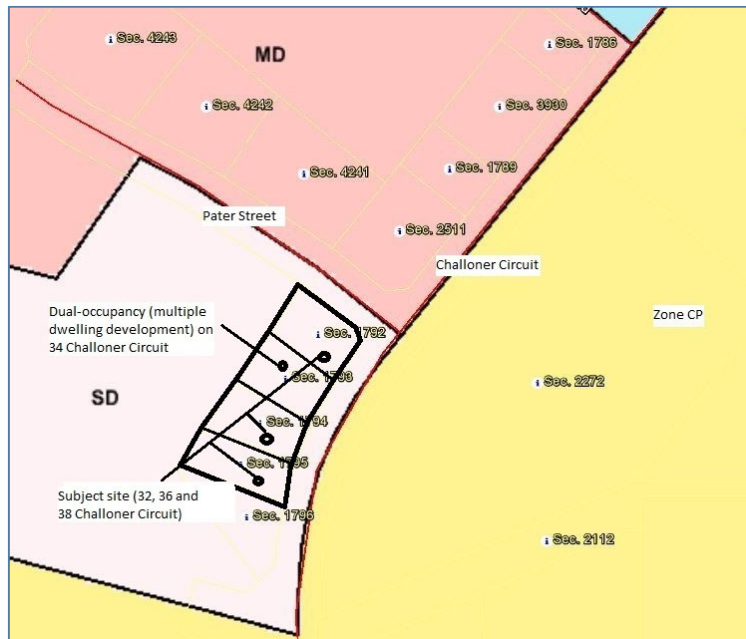 Sec. 4243
Sec. 1786
MD
Sec. 4242
Sec. 3930
Sec. 4241
Sec. 1789
Pater Street
Sec. 2511
Challoner Circuit
Dual-occupancy (multiple
dwelling development) on
34 Challoner Circuit
Sec. 1792
Zone CP
Sec. 1793
Sec. 2272
SD
Sec. 1794
Sec. 1795
Subject site (32, 36 and
38 Challoner Circuit)
Sec. 1796
Sec. 2112